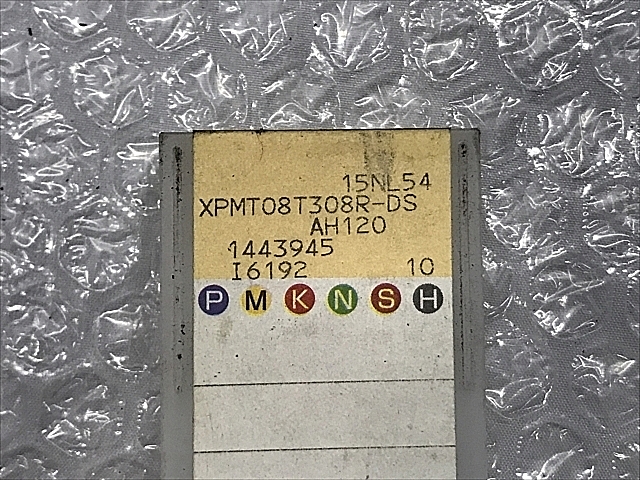 15NL54
XPMT08T308R-DS
AH120
1443945
I6192 10
P M K N S H